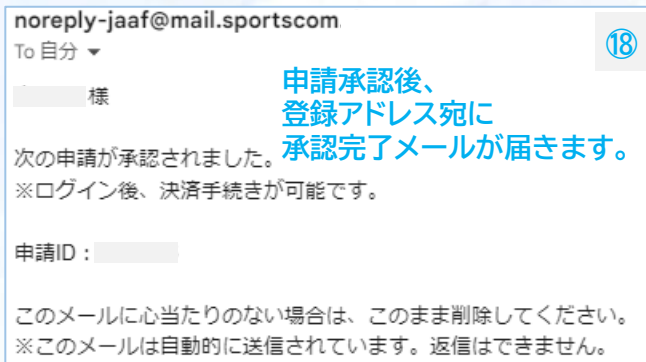 noreply-jaaf@mail.sportscom
To 自分
⑱
申請承認後、
登録アドレス宛に
承認完了メールが届きます。
様
次の申請が承認されました。
※ログイン後、決済手続きが可能です。
申請ID：
このメールに心当たりのない場合は、このまま削除してください。
※このメールは自動的に送信されています。返信はできません。